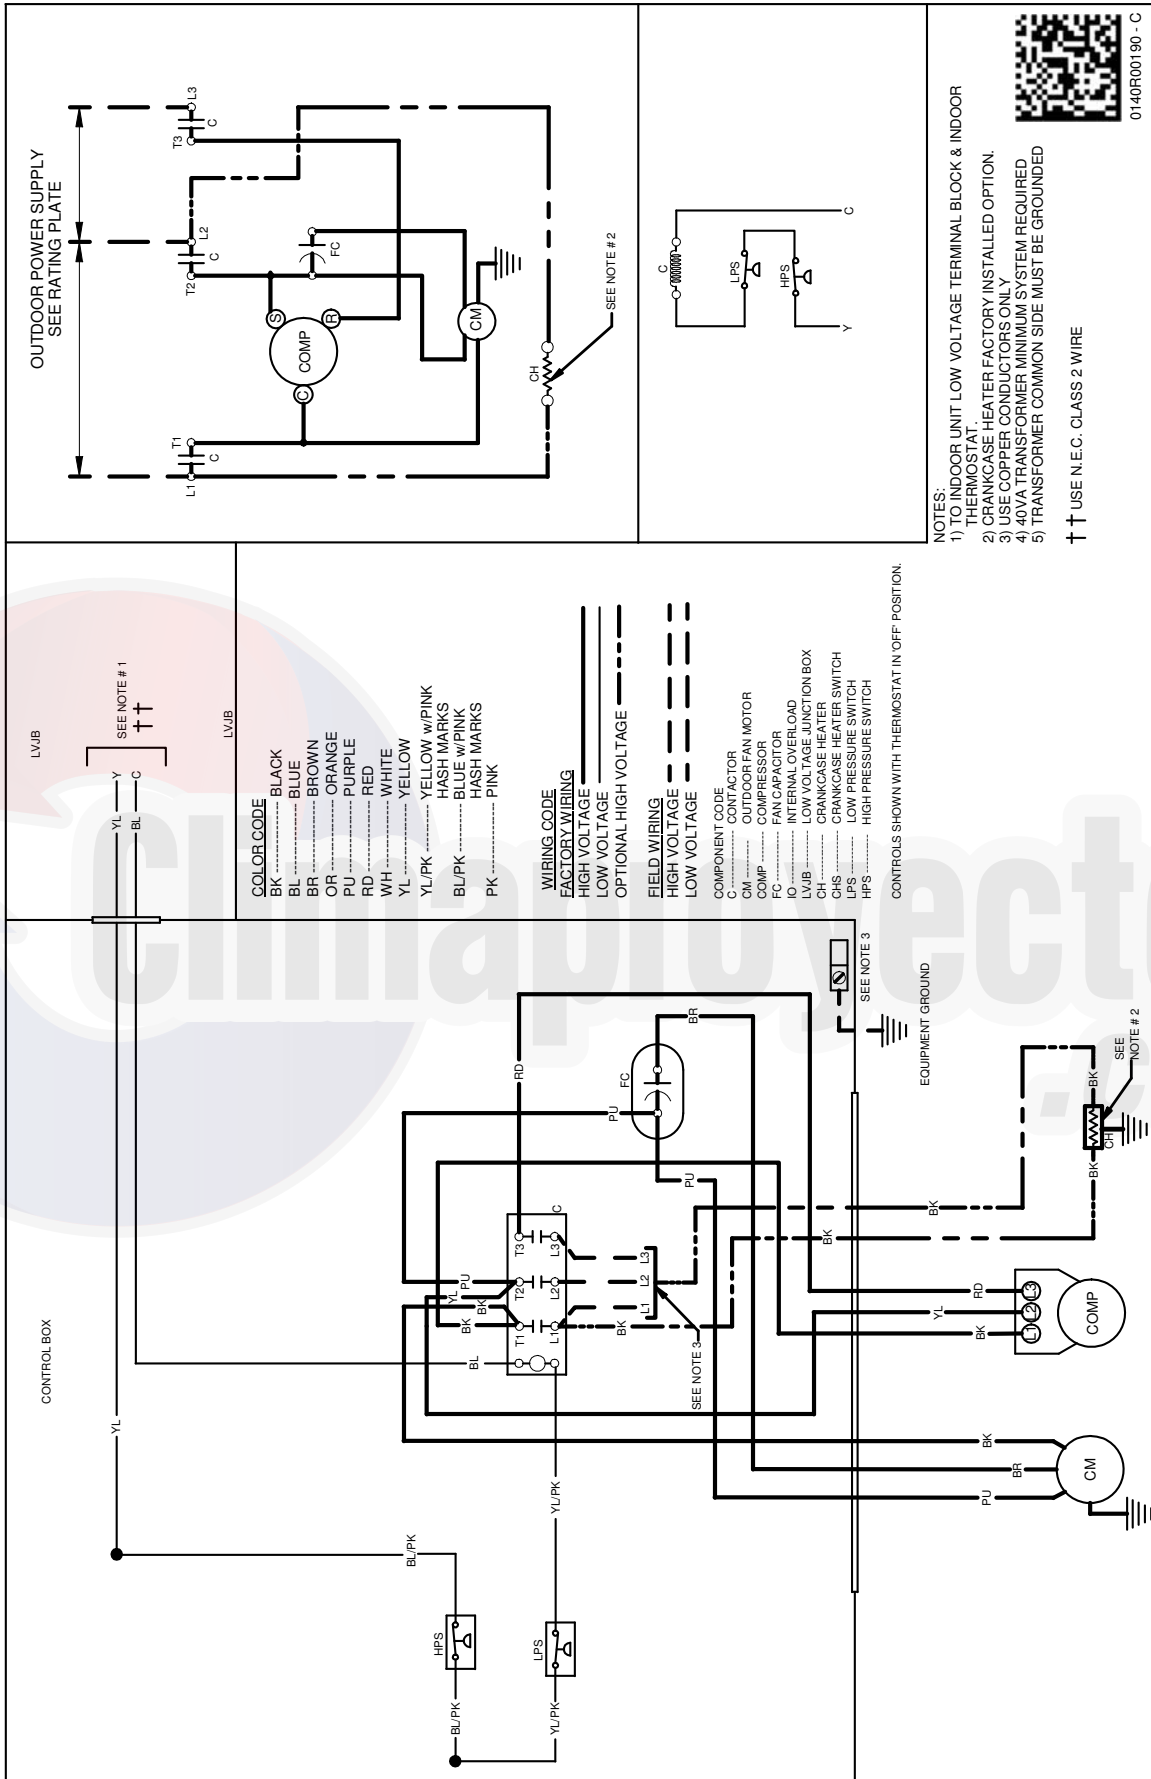 OUTDOOR POWER SUPPLY
SEE RATING PLATE
L1
T1
C
T2
L2
C
T3
L3
C
C
COMP
S
R
FC
CM
CH
SEE NOTE # 2
C
LPS
HPS
Y
C
NOTES:
1) TO INDOOR UNIT LOW VOLTAGE TERMINAL BLOCK & INDOOR
THERMOSTAT.
2) CRANKCASE HEATER FACTORY INSTALLED OPTION.
3) USE COPPER CONDUCTORS ONLY
4) 40VA TRANSFORMER MINIMUM SYSTEM REQUIRED
5) TRANSFORMER COMMON SIDE MUST BE GROUNDED
†† USE N.E.C. CLASS 2 WIRE
0140R00190 - C
LVJB
YL
Y
BL
C
SEE NOTE # 1
††
LVJB
COLOR CODE
BK ---------- BLACK
BL ---------- BLUE
BR ---------- BROWN
OR ---------- ORANGE
PU ---------- PURPLE
RD ---------- RED
WH ---------- WHITE
YL ---------- YELLOW
YL/PK ---------- YELLOW w/PINK
HASH MARKS
BL/PK ---------- BLUE w/PINK
HASH MARKS
PK ---------- PINK
WIRING CODE
FACTORY WIRING
HIGH VOLTAGE
LOW VOLTAGE
OPTIONAL HIGH VOLTAGE
FIELD WIRING
HIGH VOLTAGE
LOW VOLTAGE
COMPONENT CODE
C ---------- CONTACTOR
CM ---------- OUTDOOR FAN MOTOR
COMP ---------- COMPRESSOR
FC ---------- FAN CAPACITOR
IO ---------- INTERNAL OVERLOAD
LVJB ---------- LOW VOLTAGE JUNCTION BOX
CH ---------- CRANKCASE HEATER
CHS ---------- CRANKCASE HEATER SWITCH
LPS ---------- LOW PRESSURE SWITCH
HPS ---------- HIGH PRESSURE SWITCH
CONTROLS SHOWN WITH THERMOSTAT IN 'OFF' POSITION.
CONTROL BOX
YL
BL/PK
HPS
BL/PK
LPS
YL/PK
YL/PK
BL
BK
BK
YL
PU
T1
T2
T3
L1
L2
L3
C
BK
L1
L2
L3
SEE NOTE 3
RD
PU
FC
BR
PU
SEE NOTE 3
EQUIPMENT GROUND
BK
BK
PU
BR
BK
BK
YL
RD
CM
L1
L2
L3
COMP
BK
CH
BK
SEE
NOTE # 2
Climaproyecto
.c